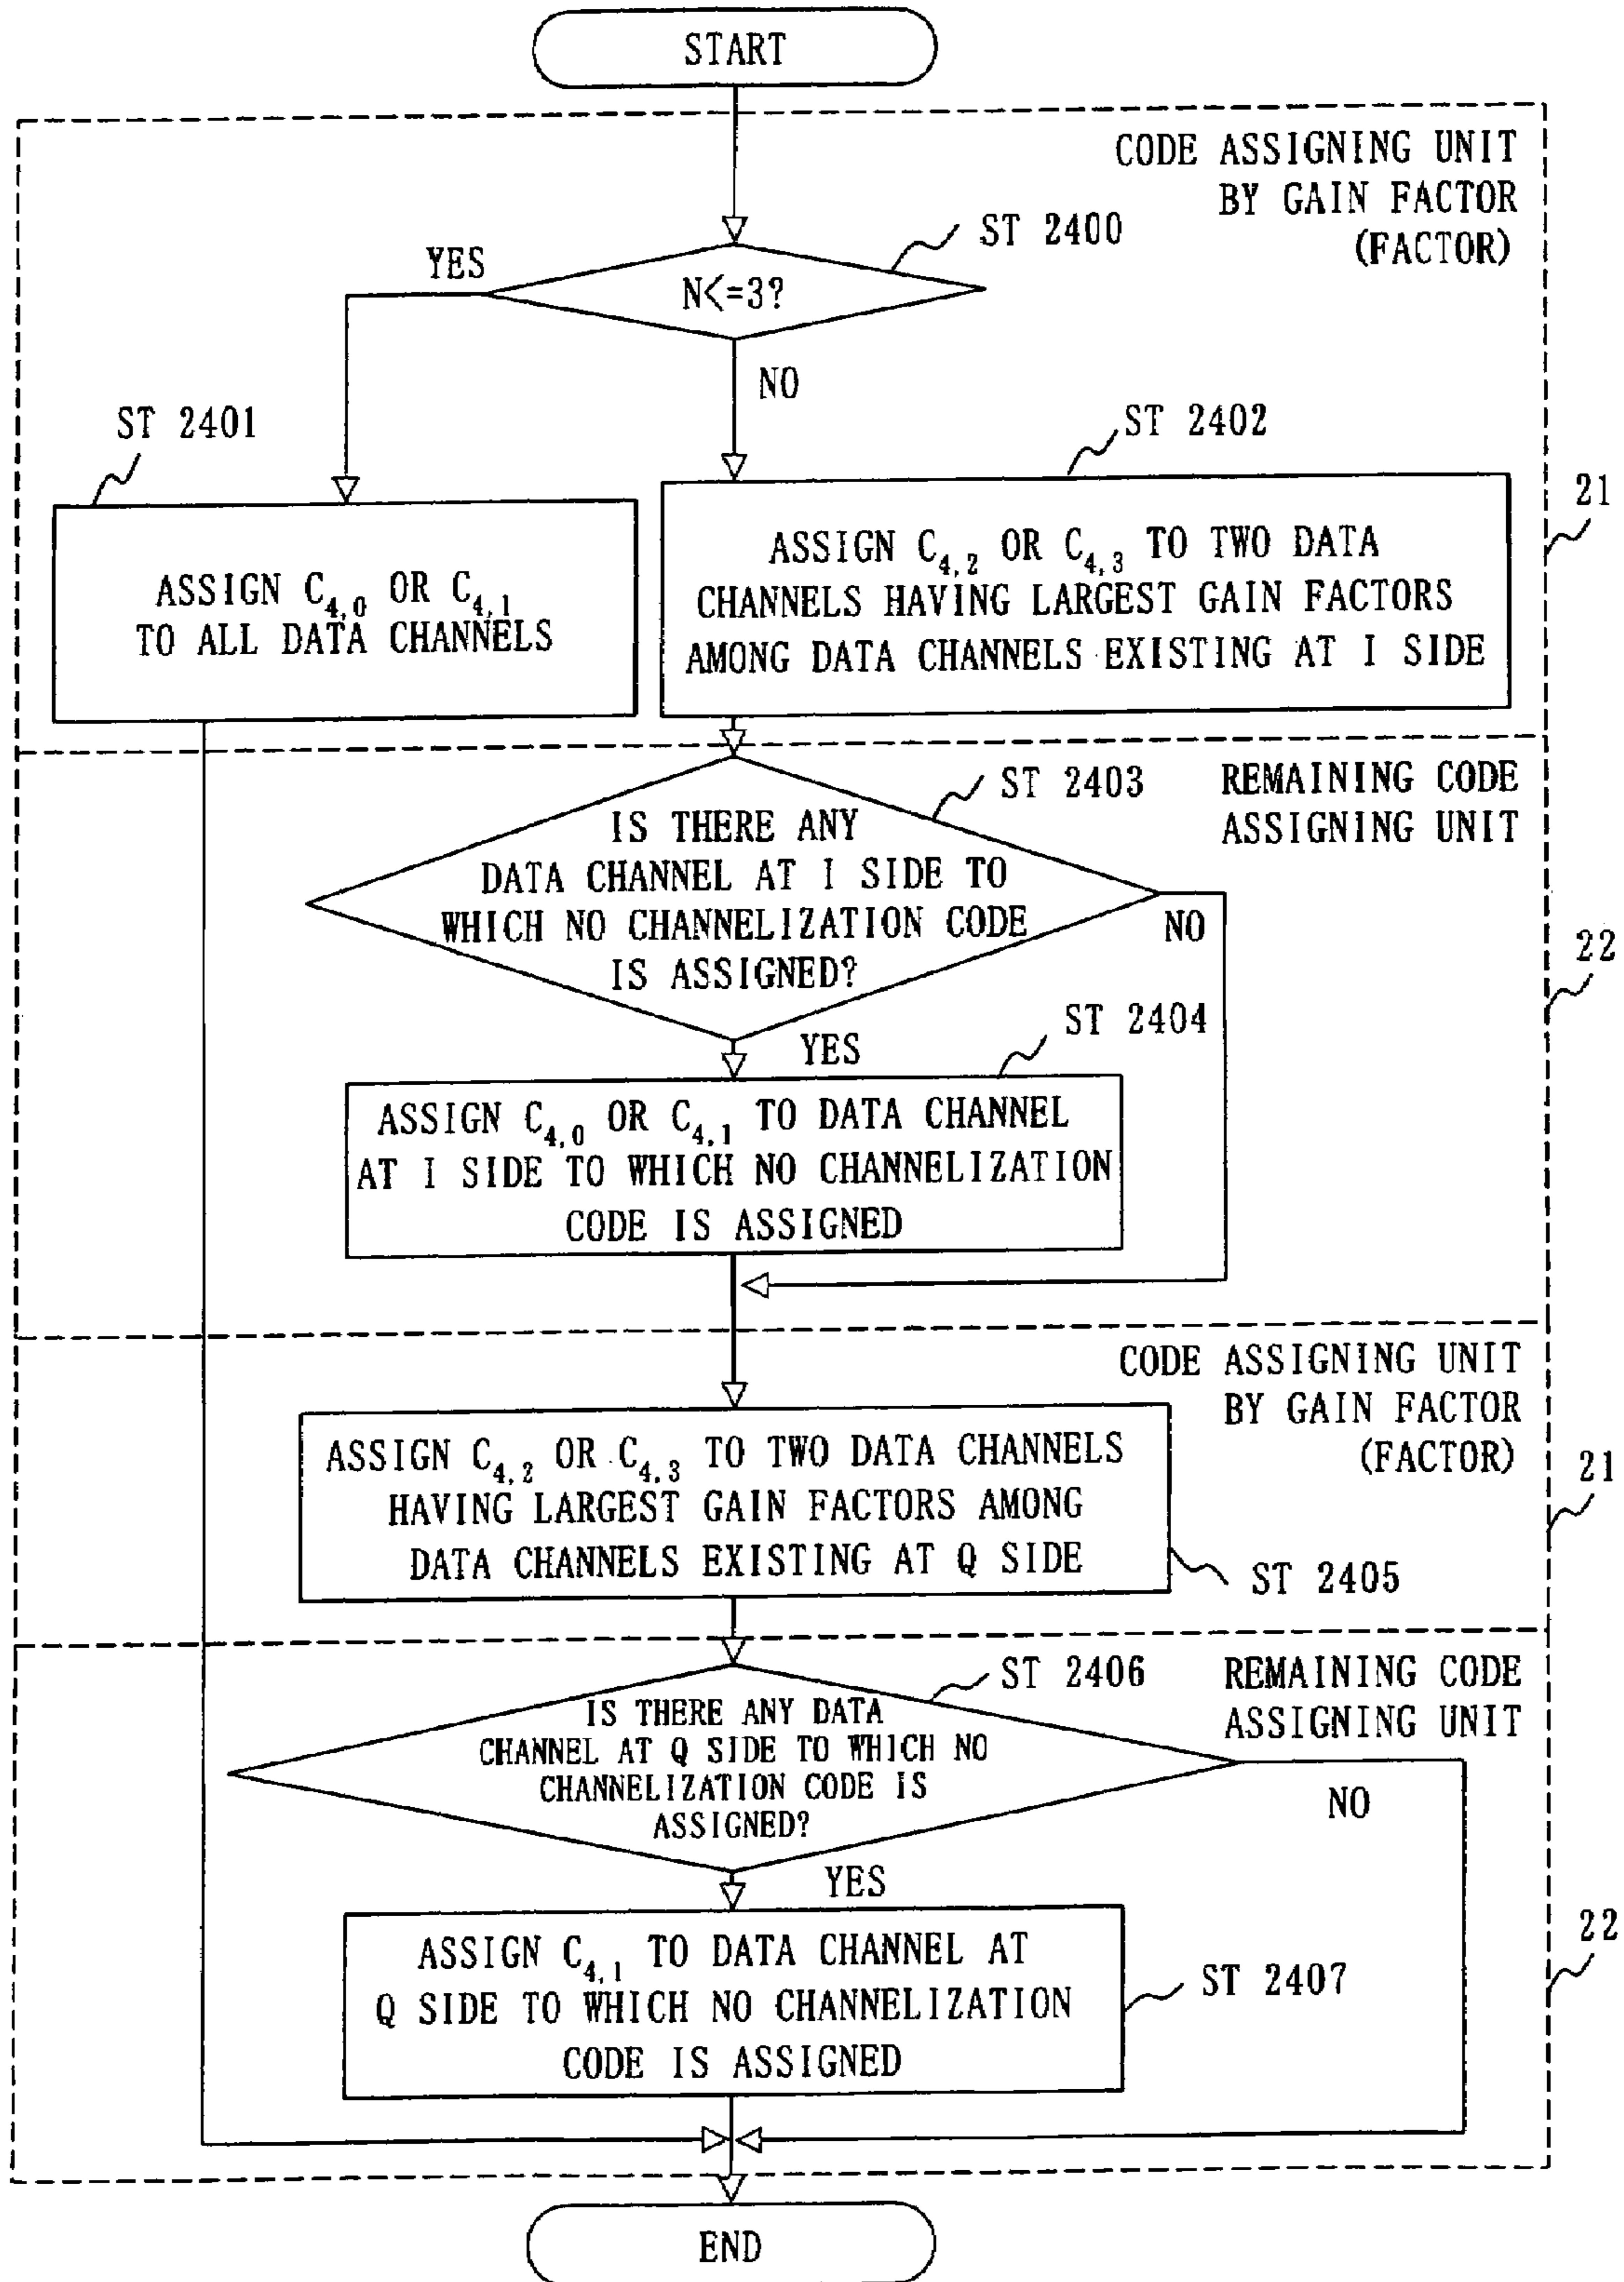 START
CODE ASSIGNING UNIT
BY GAIN FACTOR
(FACTOR)
ST 2400
YES
N<=3?
NO
ST 2401
ST 2402
21
ASSIGN C4,0 OR C4,1
TO ALL DATA CHANNELS
ASSIGN C4,2 OR C4,3 TO TWO DATA
CHANNELS HAVING LARGEST GAIN FACTORS
AMONG DATA CHANNELS EXISTING AT I SIDE
ST 2403
REMAINING CODE
ASSIGNING UNIT
IS THERE ANY
DATA CHANNEL AT I SIDE TO
WHICH NO CHANNELIZATION CODE
IS ASSIGNED?
NO
22
YES
ST 2404
ASSIGN C4,0 OR C4,1 TO DATA CHANNEL
AT I SIDE TO WHICH NO CHANNELIZATION
CODE IS ASSIGNED
CODE ASSIGNING UNIT
BY GAIN FACTOR
(FACTOR)
21
ASSIGN C4,2 OR C4,3 TO TWO DATA CHANNELS
HAVING LARGEST GAIN FACTORS AMONG
DATA CHANNELS EXISTING AT Q SIDE
ST 2405
ST 2406
REMAINING CODE
ASSIGNING UNIT
IS THERE ANY DATA
CHANNEL AT Q SIDE TO WHICH NO
CHANNELIZATION CODE IS
ASSIGNED?
NO
YES
22
ASSIGN C4,1 TO DATA CHANNEL AT
Q SIDE TO WHICH NO CHANNELIZATION
CODE IS ASSIGNED
ST 2407
END